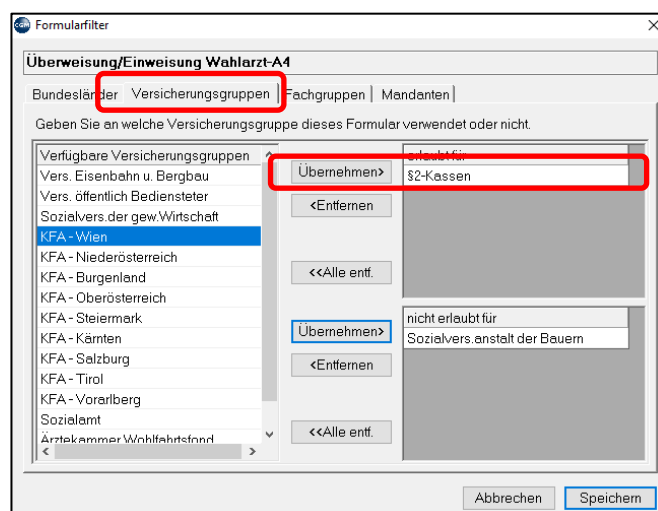 CGM Formularfilter
Überweisung/Einweisung Wahlarzt-A4
Bundesländer Versicherungsgruppen Fachgruppen Mandanten
Geben Sie an welche Versicherungsgruppe dieses Formular verwendet oder nicht.
Verfügbare Versicherungsgruppen
Vers. Eisenbahn u. Bergbau
Vers. öffentlich Bediensteter
Sozialvers.der gew.Wirtschaft
KFA - Wien
KFA - Niederösterreich
KFA - Burgenland
KFA - Oberösterreich
KFA - Steiermark
KFA - Kärnten
KFA - Salzburg
KFA - Tirol
KFA - Vorarlberg
Sozialamt
Ärztekammer Wohlfahrtsfond
Übernehmen>
<Entfernen
<<Alle entf.
erlaubt für
§2-Kassen
Übernehmen>
<Entfernen
<<Alle entf.
nicht erlaubt für
Sozialvers.anstalt der Bauern
Abbrechen Speichern